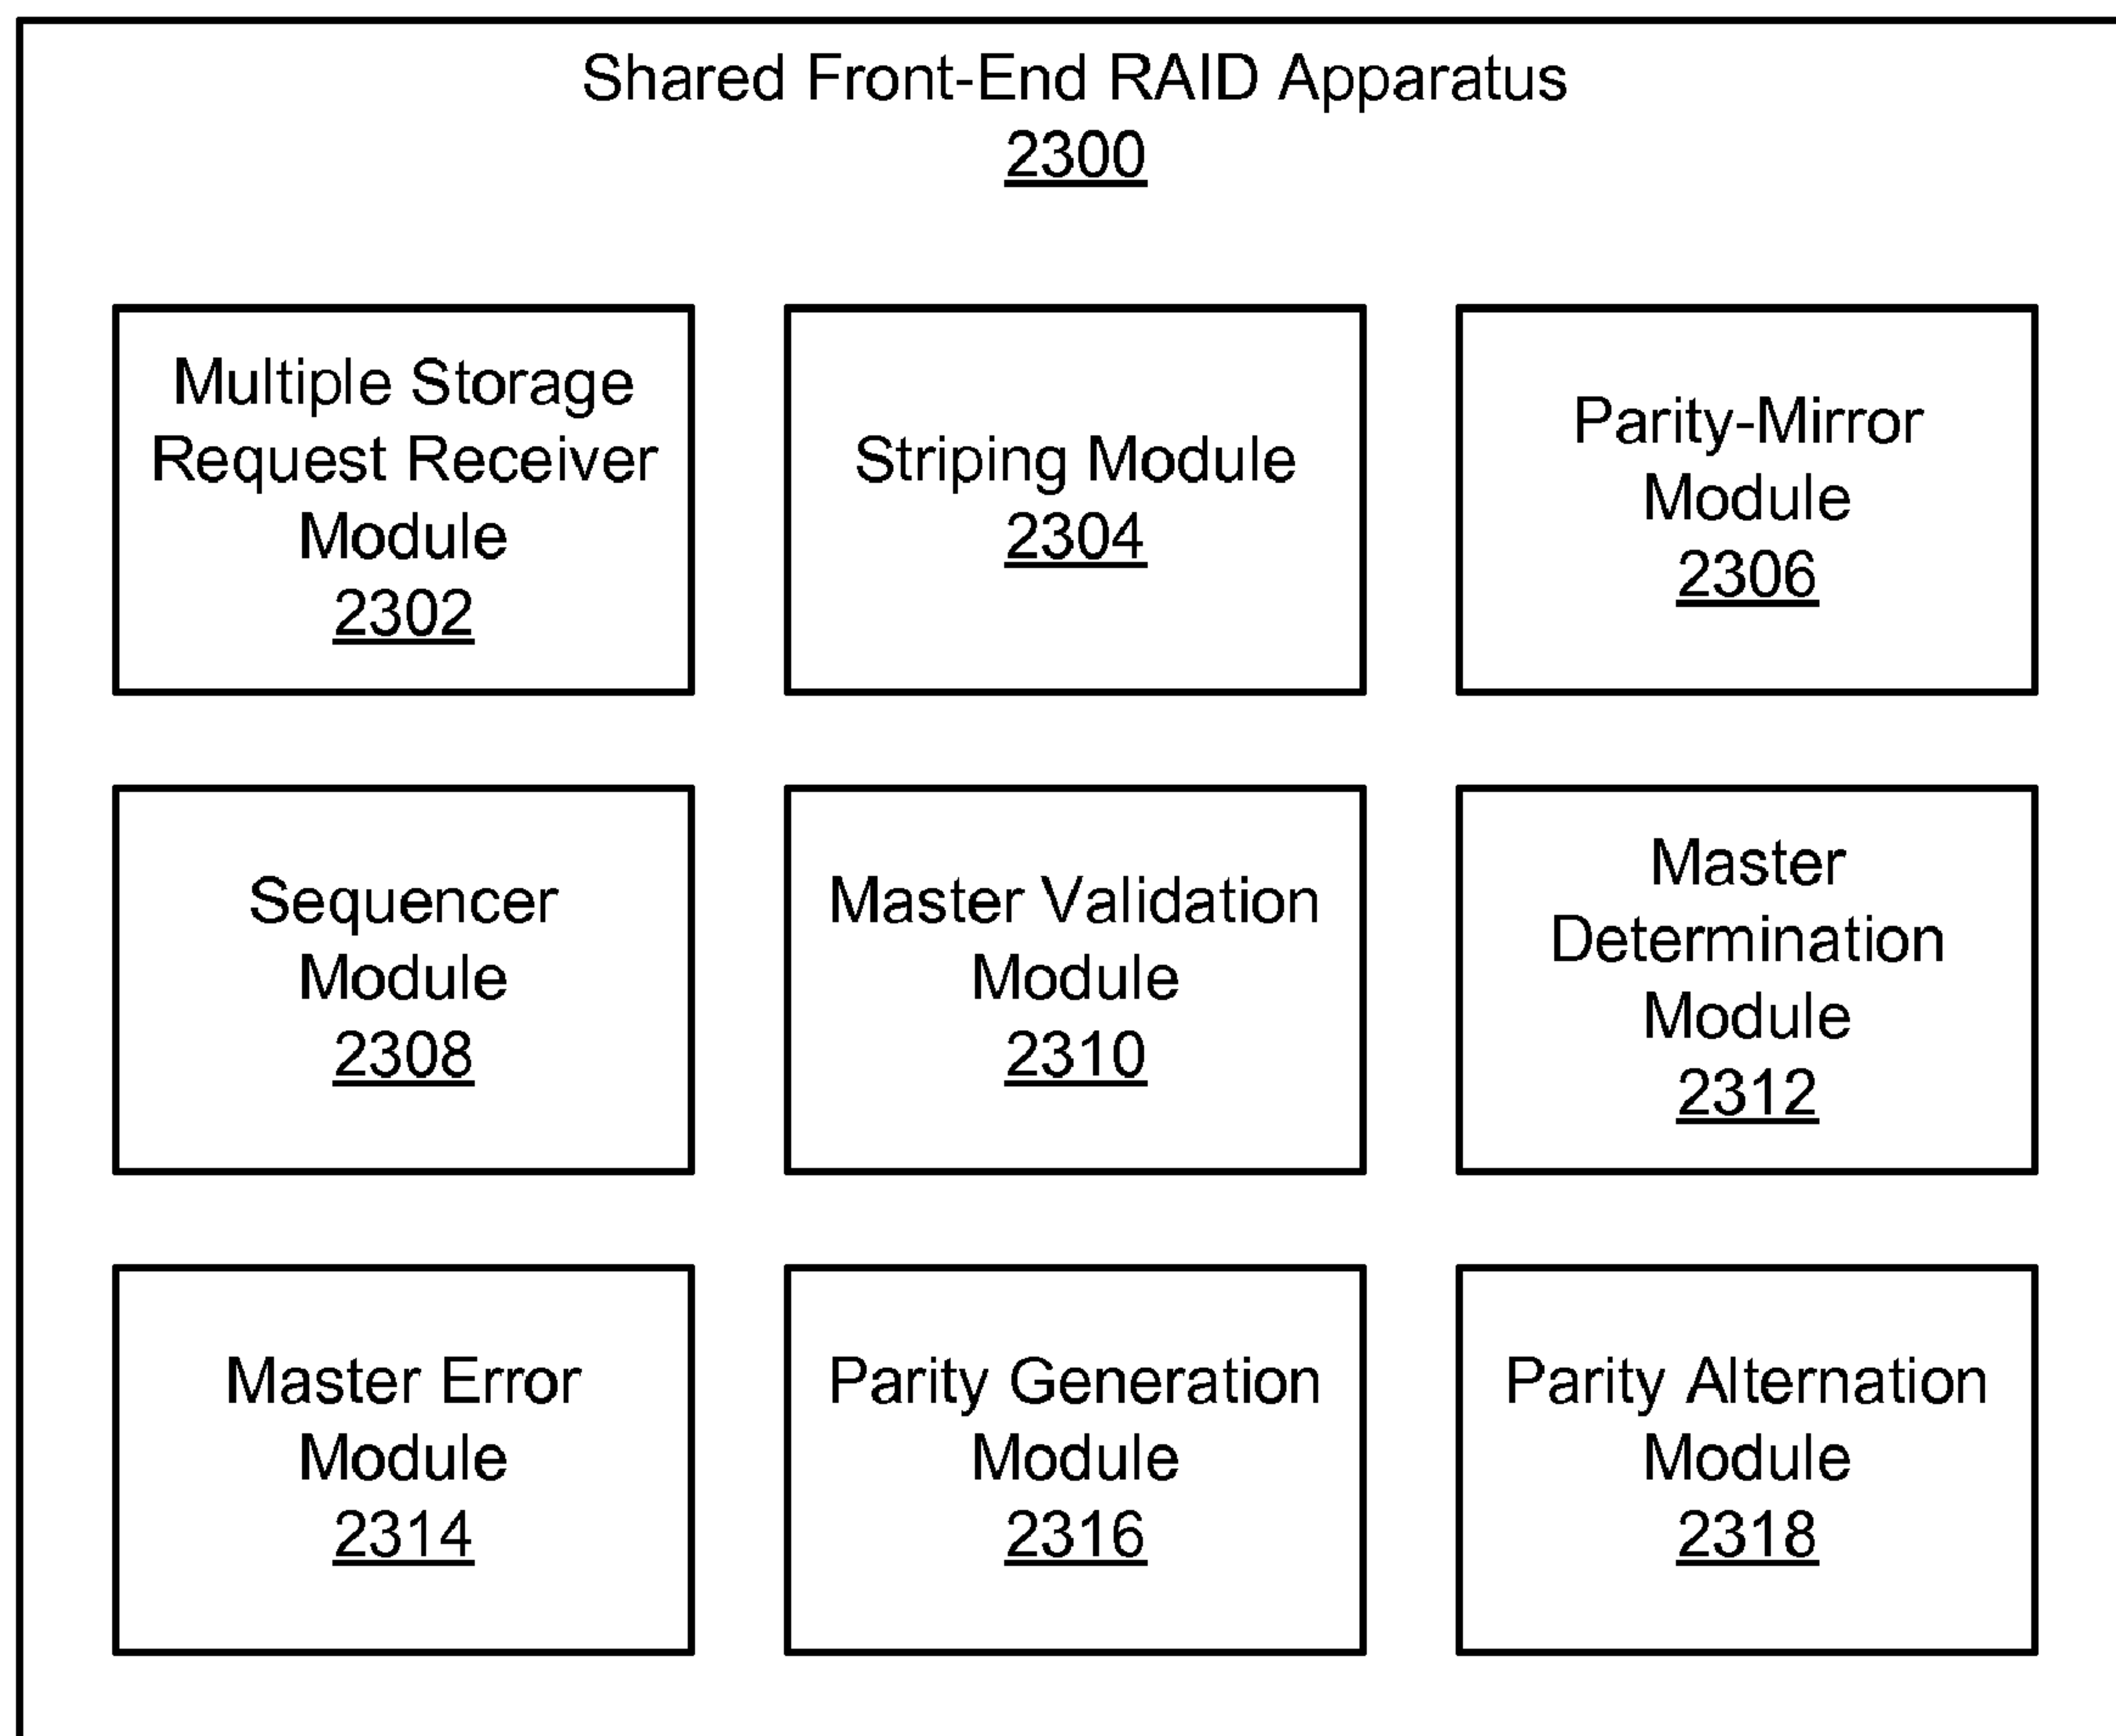 Shared Front-End RAID Apparatus
2300
Multiple Storage
Request Receiver
Module
2302
Striping Module
2304
Parity-Mirror
Module
2306
Sequencer
Module
2308
Master Validation
Module
2310
Master
Determination
Module
2312
Master Error
Module
2314
Parity Generation
Module
2316
Parity Alternation
Module
2318